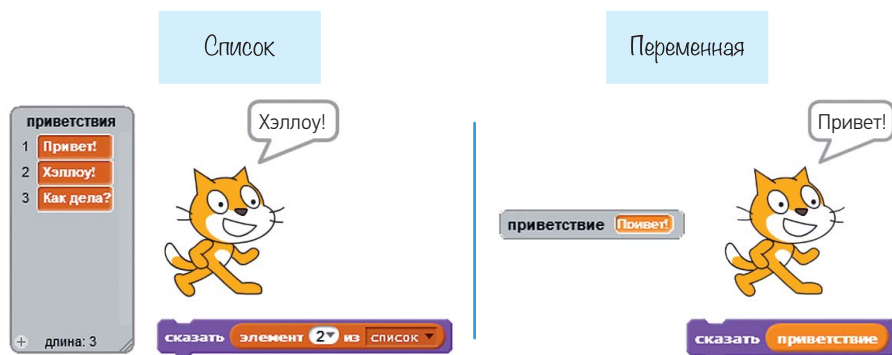 Список
приветствия
1 Привет!
2 Хэллоу!
3 Как дела?
+ длина: 3
Хэллоу!
сказать элемент 2 из список
Переменная
Привет!
приветствие Привет!
сказать приветствие